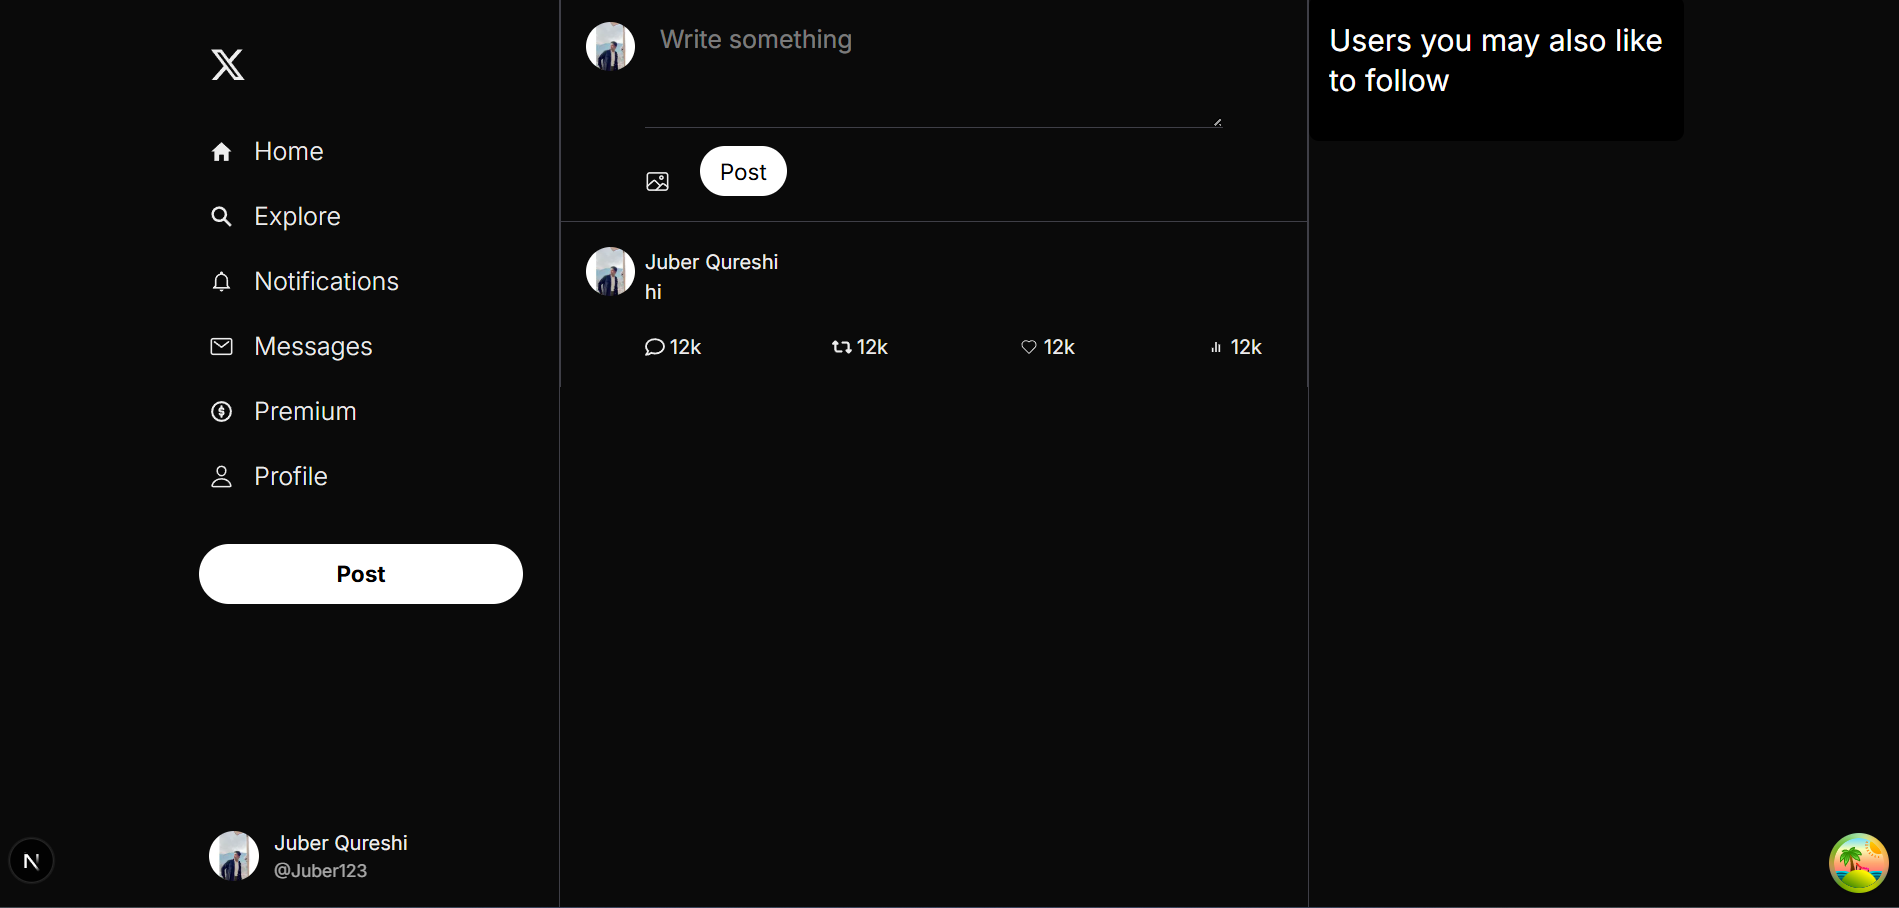 Home
Explore
Notifications
Messages
Premium
Profile
Post
Juber Qureshi
@Juber123
N
Write something
Post
Juber Qureshi
hi
12k 12k 12k 12k
Users you may also like
to follow